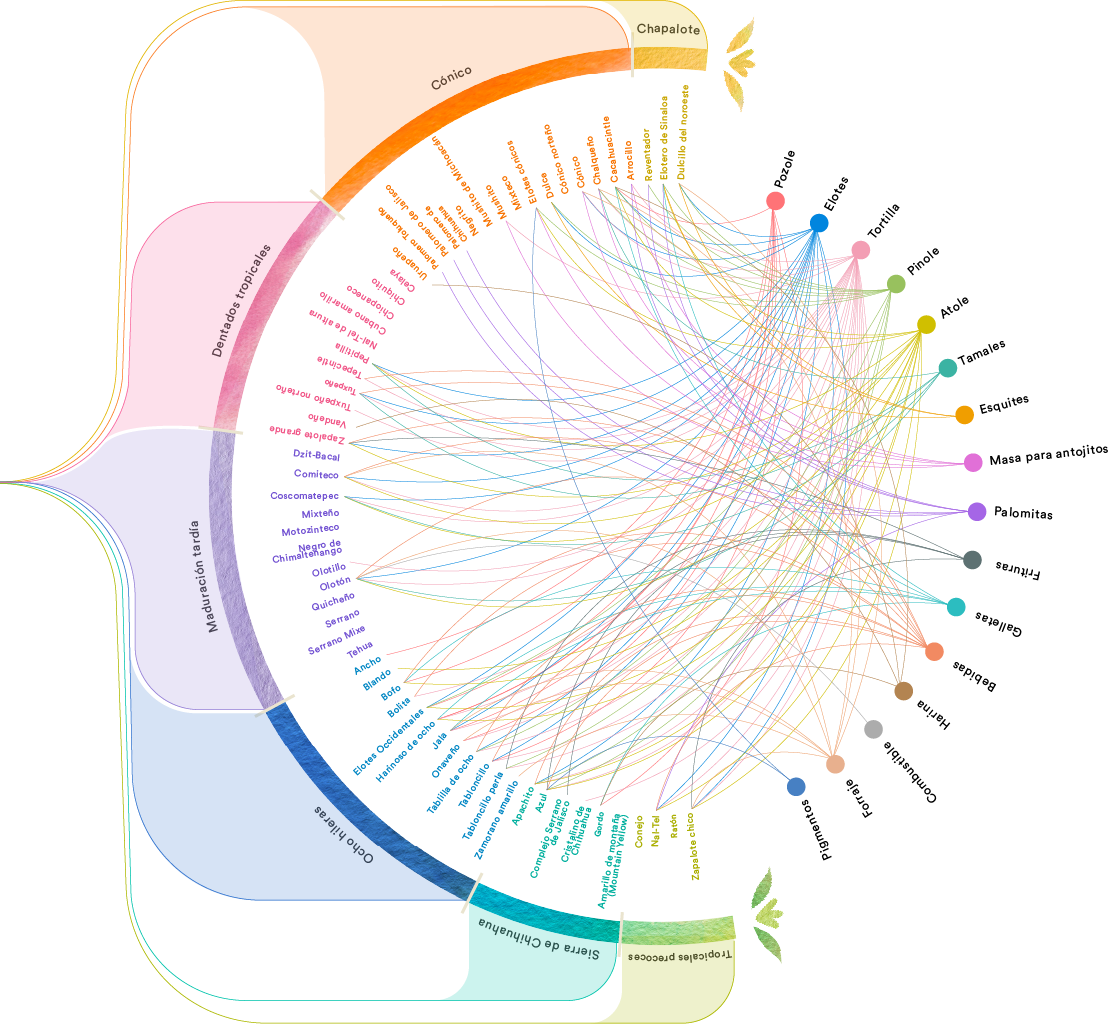 Chapalote
Cónico
Dentados tropicales
Maduración tardía
Ocho hileras
Sierra de Chihuahua
Tropicales precoces
Dulcillo del noroeste
Elotero de Sinaloa
Reventador
Arrocillo
Cacahuacintle
Chalqueño
Cónico
Cónico norteño
Dulce
Elotes cónicos
Mixteco
Mushito
Mushito de Michoacán
Negrito
Palomero de
Chihuahua
Palomero de Jalisco
Palomero Toluqueño
Uruapeño
Celaya
Chiquito
Chiapaneco
Cubano amarillo
Nal-Tel de altura
Pepitilla
Tepecintle
Tuxpeño
Tuxpeño norteño
Vandeño
Zapalote grande
Dzit-Bacal
Comiteco
Coscomatepec
Mixteño
Motozinteco
Negro de
Chimaltenango
Olotillo
Olotón
Quicheño
Serrano
Serrano Mixe
Tehua
Ancho
Blando
Bofo
Bolita
Elotes Occidentales
Harinoso de ocho
Jala
Onaveño
Tablilla de ocho
Tabloncillo
Tabloncillo perla
Zamorano amarillo
Apachito
Azul
Complejo Serrano
de Jalisco
Cristalino de
Chihuahua
Gordo
Amarillo de montaña
(Mountain Yellow)
Conejo
Nal-Tel
Ratón
Zapalote chico
Pozole
Elotes
Tortilla
Pinole
Atole
Tamales
Esquites
Masa para antojitos
Palomitas
Frituras
Galletas
Bebidas
Harina
Combustible
Forraje
Pigmentos